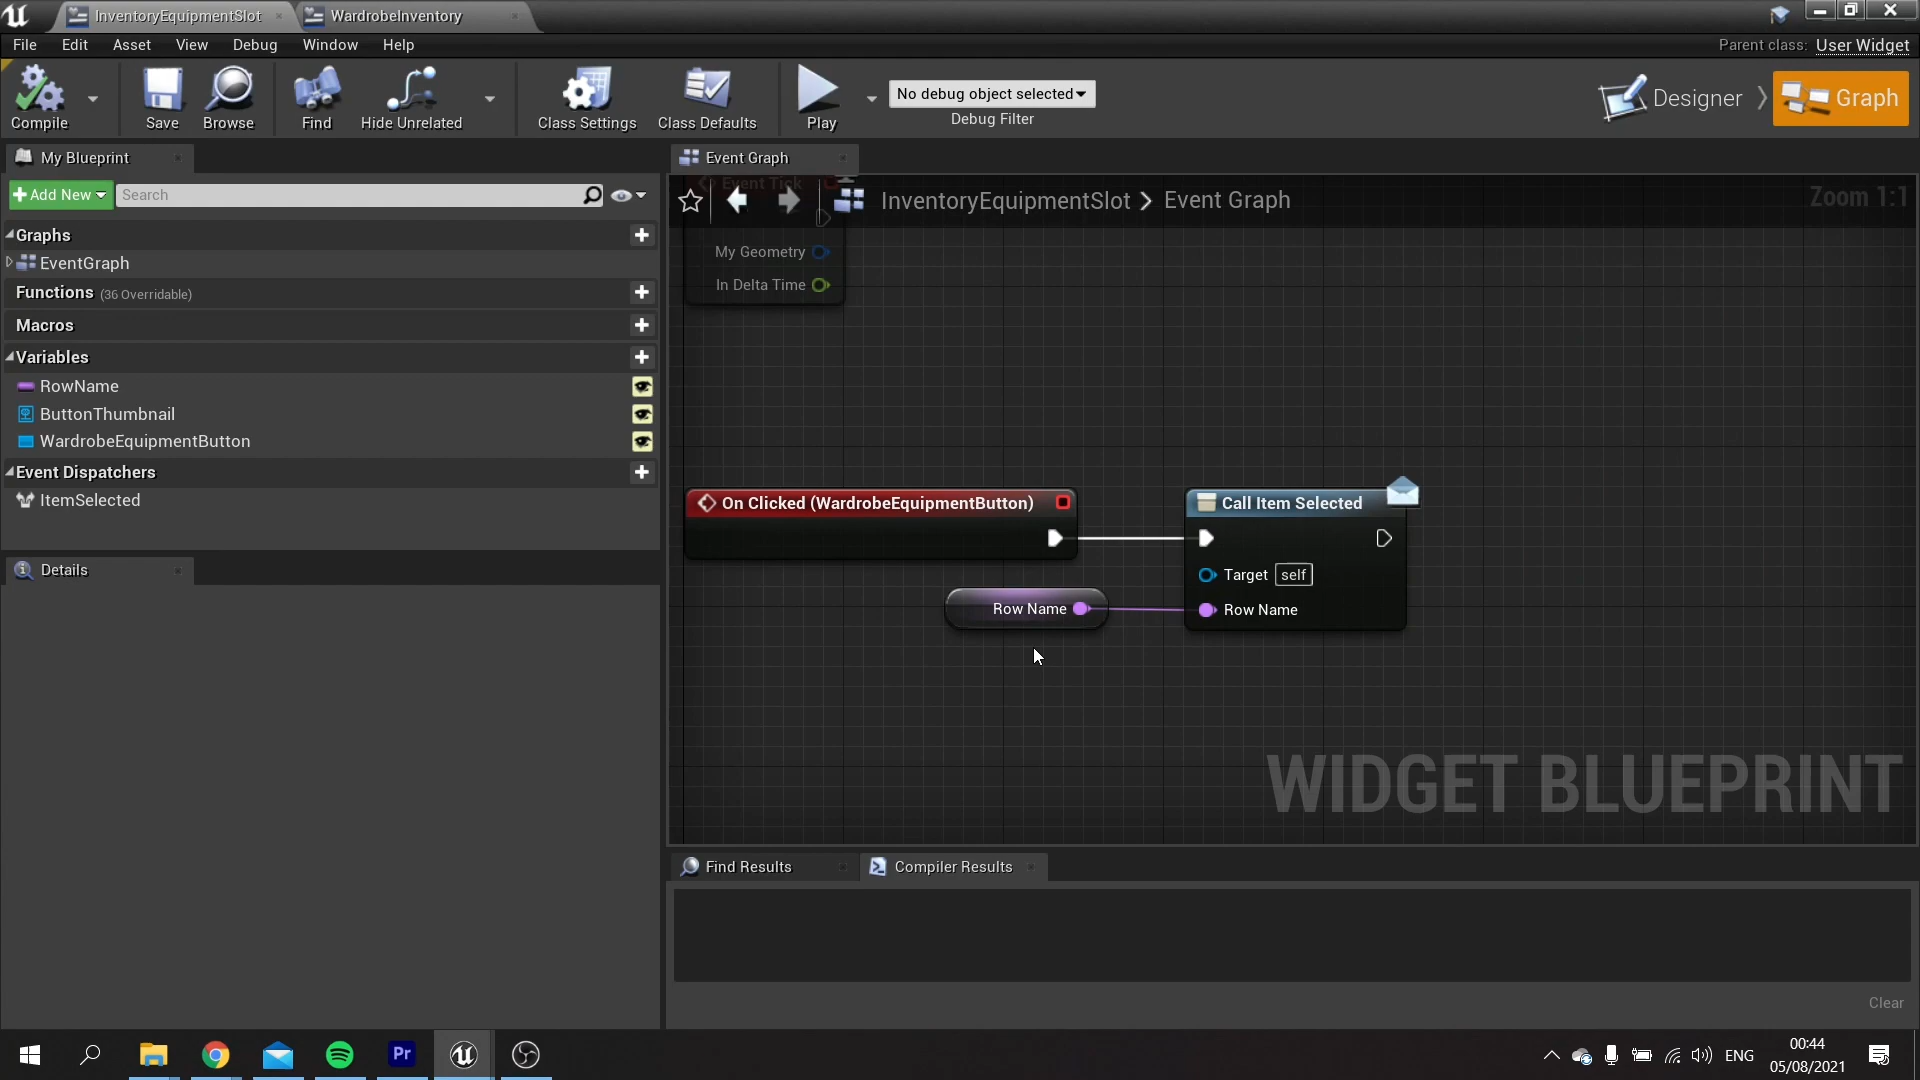 InventoryEquipmentSlot
WardrobeInventory
File Edit Asset View Debug Window Help
Parent class: User Widget
Compile
Save
Browse
Find
Hide Unrelated
Class Settings
Class Defaults
Play
No debug object selected
Debug Filter
Designer
Graph
My Blueprint
Add New
Search
Graphs
EventGraph
Functions (36 Overridable)
Macros
Variables
RowName
ButtonThumbnail
WardrobeEquipmentButton
Event Dispatchers
ItemSelected
Details
Event Graph
Event Tick
InventoryEquipmentSlot > Event Graph
Zoom 1:1
My Geometry
In Delta Time
On Clicked (WardrobeEquipmentButton)
Call Item Selected
Target self
Row Name
Row Name
WIDGET BLUEPRINT
Find Results
Compiler Results
Clear
Pr
ENG
00:44
05/08/2021